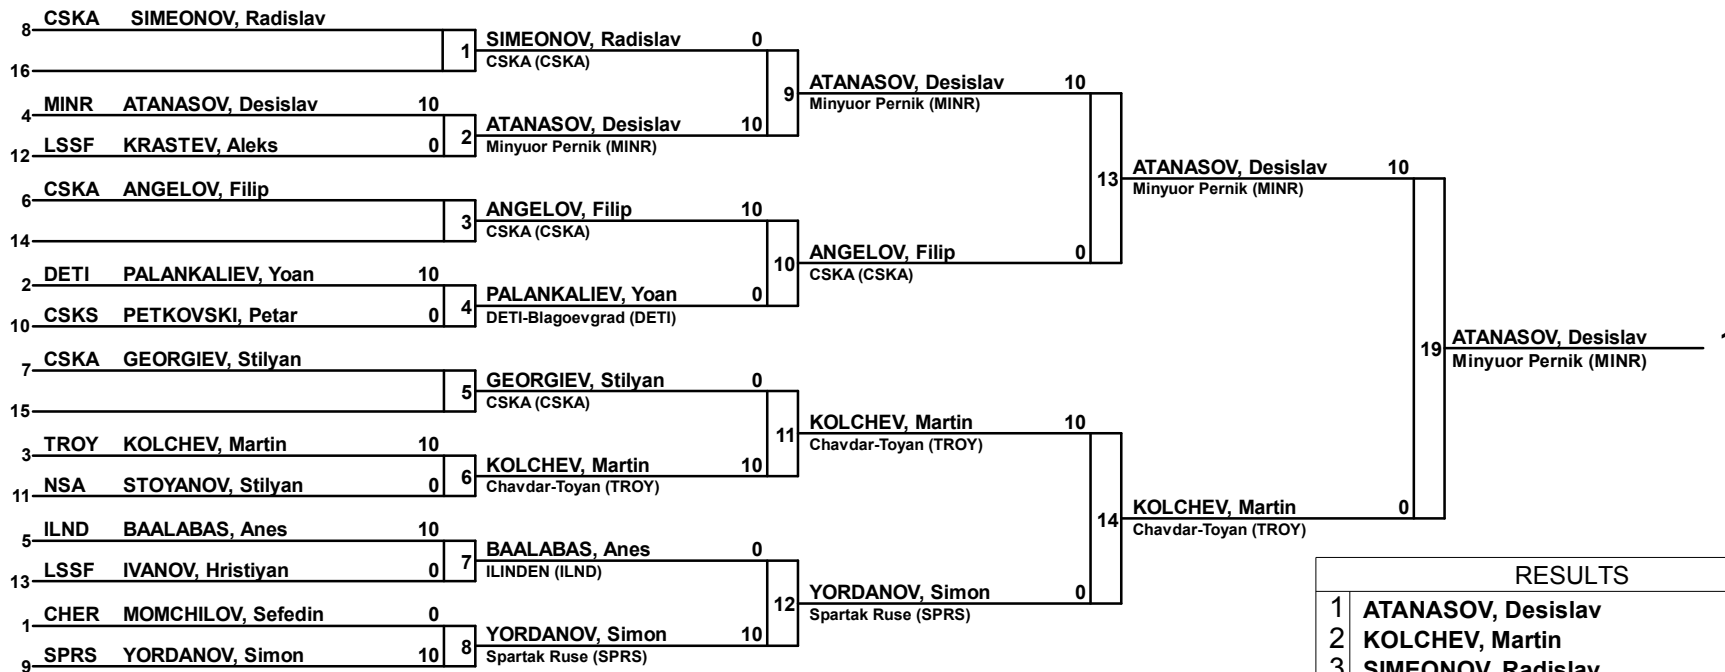 8 CSKA SIMEONOV, Radislav
16
1 SIMEONOV, Radislav 0
CSKA (CSKA)
4 MINR ATANASOV, Desislav 10
12 LSSF KRASTEV, Aleks 0
2 ATANASOV, Desislav 10
Minyuor Pernik (MINR)
6 CSKA ANGELOV, Filip
14
3 ANGELOV, Filip 10
CSKA (CSKA)
2 DETI PALANKALIEV, Yoan 10
10 CSKS PETKOVSKI, Petar 0
4 PALANKALIEV, Yoan 0
DETI-Blagoevgrad (DETI)
7 CSKA GEORGIEV, Stilyan
15
5 GEORGIEV, Stilyan 0
CSKA (CSKA)
3 TROY KOLCHEV, Martin 10
11 NSA STOYANOV, Stilyan 0
6 KOLCHEV, Martin 10
Chavdar-Toyan (TROY)
5 ILND BAALABAS, Anes 10
13 LSSF IVANOV, Hristiyan 0
7 BAALABAS, Anes 0
ILINDEN (ILND)
1 CHER MOMCHILOV, Sefedin 0
9 SPRS YORDANOV, Simon 10
8 YORDANOV, Simon 10
Spartak Ruse (SPRS)
9 ATANASOV, Desislav 10
Minyuor Pernik (MINR)
10 ANGELOV, Filip 0
CSKA (CSKA)
11 KOLCHEV, Martin 10
Chavdar-Toyan (TROY)
12 YORDANOV, Simon 0
Spartak Ruse (SPRS)
13 ATANASOV, Desislav 10
Minyuor Pernik (MINR)
14 KOLCHEV, Martin 0
Chavdar-Toyan (TROY)
19 ATANASOV, Desislav
Minyuor Pernik (MINR)
RESULTS
1 ATANASOV, Desislav
2 KOLCHEV, Martin
3 SIMEONOV, Radislav